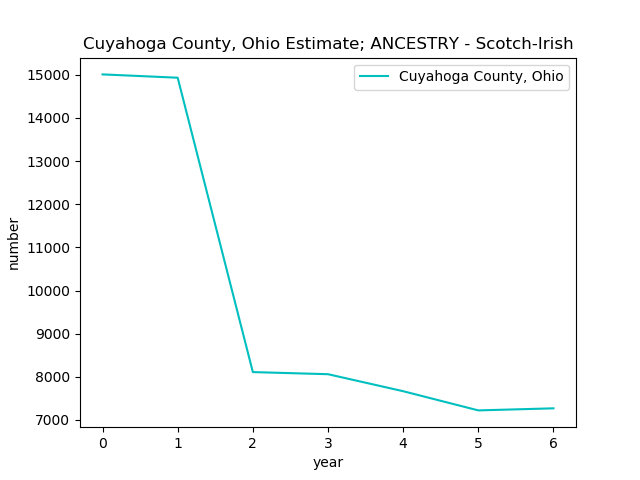 Cuyahoga County, Ohio Estimate; ANCESTRY - Scotch-Irish
Cuyahoga County, Ohio
number
15000
14000
13000
12000
11000
10000
9000
8000
7000
0 1 2 3 4 5 6
year